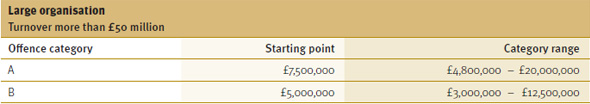 Large organisation
Turnover more than £50 million
Offence category Starting point Category range
A £7,500,000 £4,800,000 – £20,000,000
B £5,000,000 £3,000,000 – £12,500,000